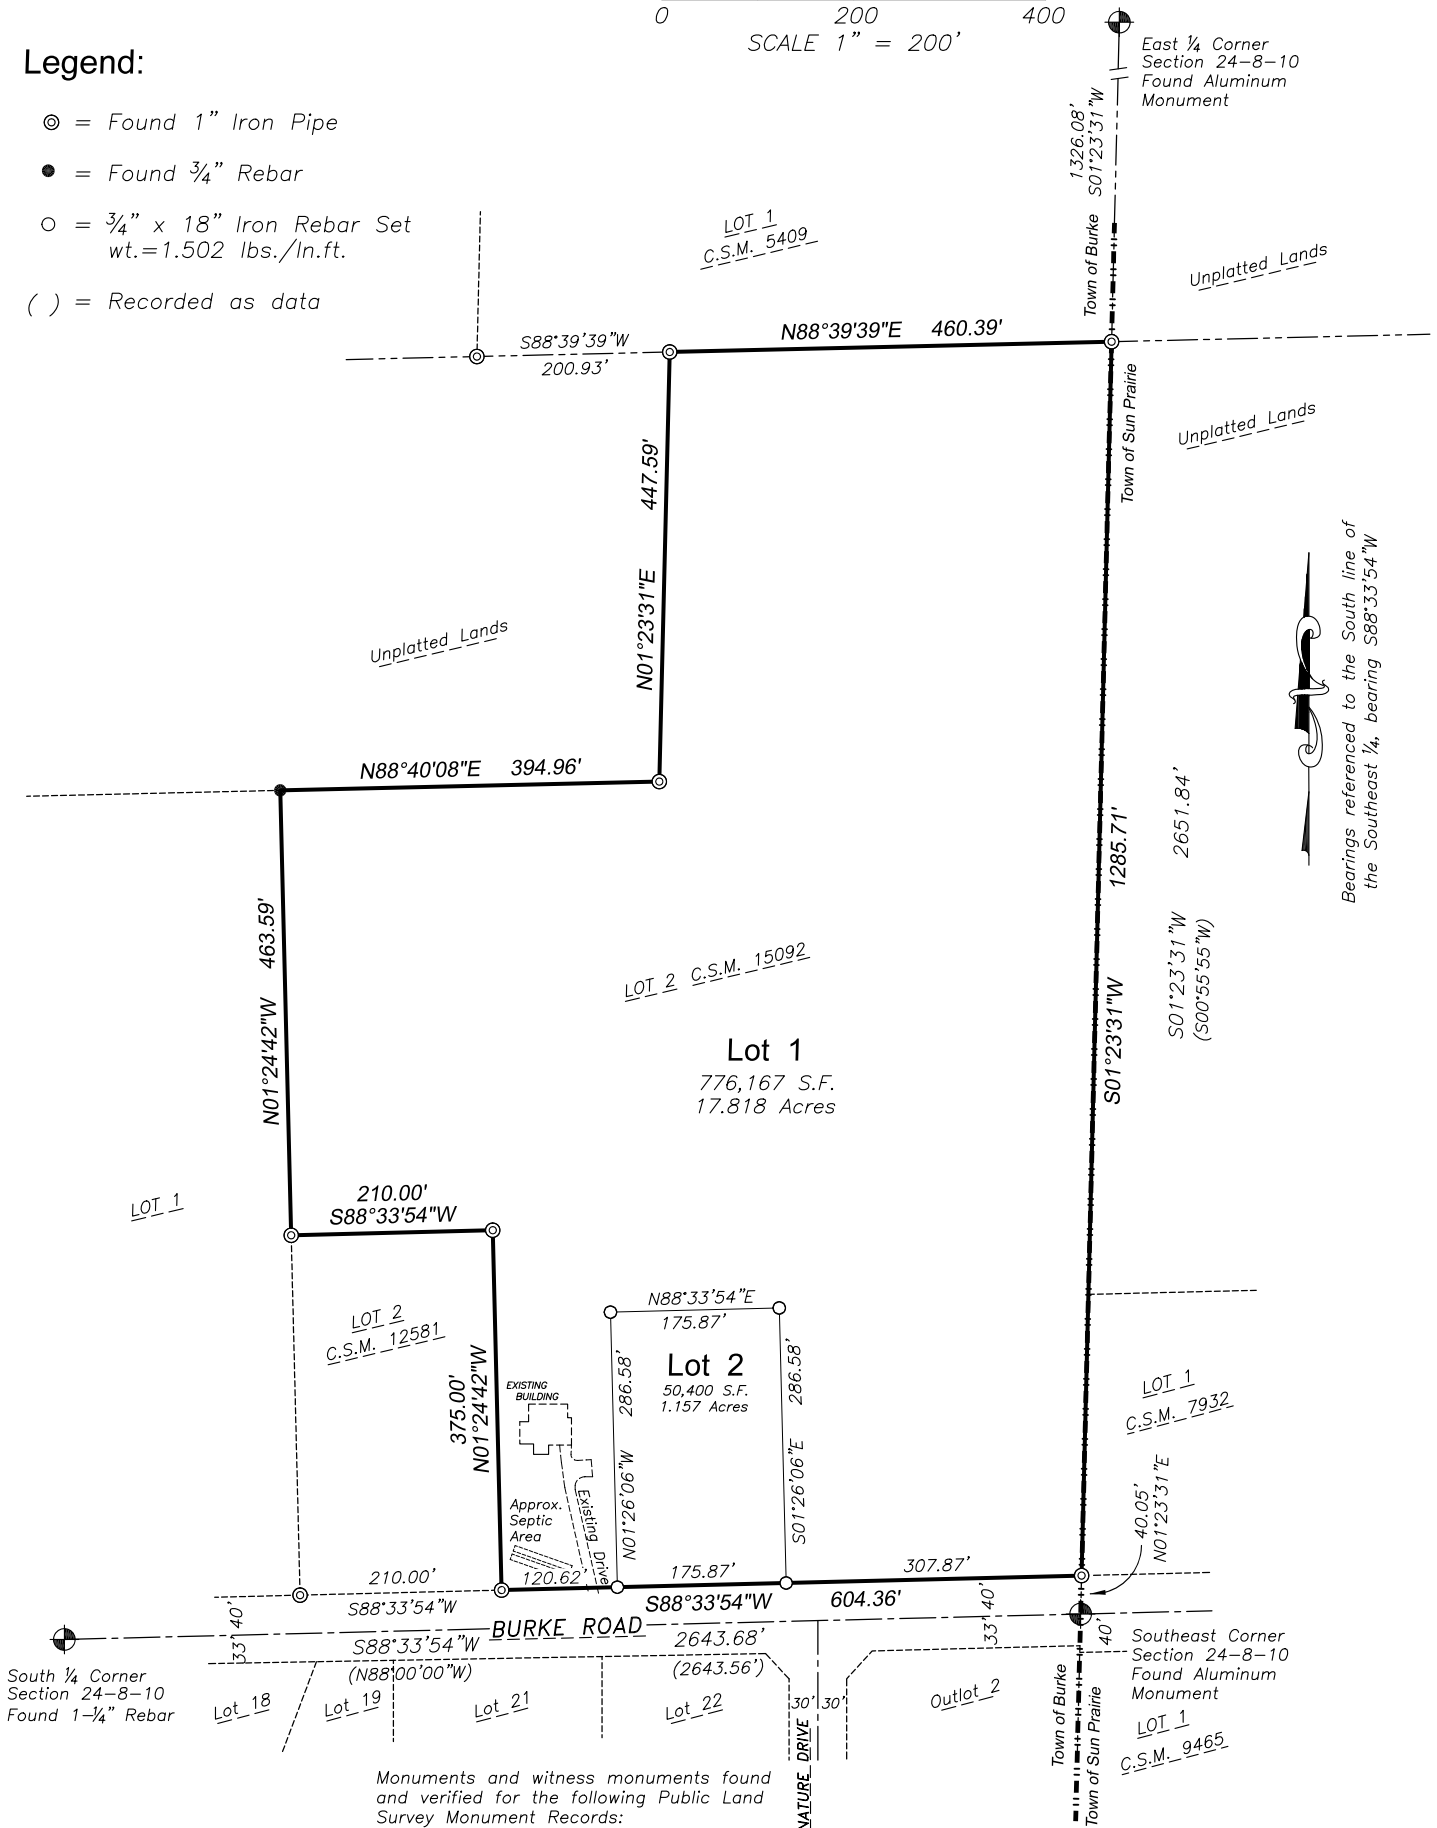 0 200 400
SCALE 1" = 200'
East ¼ Corner
Section 24-8-10
Found Aluminum
Monument
Legend:
= Found 1" Iron Pipe
= Found ¾" Rebar
= ¾" x 18" Iron Rebar Set
wt.=1.502 lbs./ln.ft.
( ) = Recorded as data
1326.08'
S01°23'31"W
Town of Burke
LOT 1
C.S.M. 5409
Unplatted Lands
S88°39'39"W
200.93'
N88°39'39"E 460.39'
Town of Sun Prairie
Unplatted Lands
447.59'
N01°23'31"E
Unplatted Lands
Bearings referenced to the South line of
the Southeast ¼, bearing S88°33'54"W
N88°40'08"E 394.96'
1285.71'
S01°23'31"W
2651.84'
S01°23'31"W
(S00°55'55"W)
463.59'
N01°24'42"W
LOT 2 C.S.M. 15092
Lot 1
776,167 S.F.
17.818 Acres
LOT 1
210.00'
S88°33'54"W
LOT 2
C.S.M. 12581
375.00'
N01°24'42"W
N88°33'54"E
175.87'
Lot 2
50,400 S.F.
1.157 Acres
286.58'
N01°26'06"W
286.58'
S01°26'06"E
EXISTING
BUILDING
Existing Drive
Approx.
Septic
Area
LOT 1
C.S.M. 7932
40.05'
N01°23'31"E
210.00'
S88°33'54"W
120.62'
175.87'
307.87'
S88°33'54"W 604.36'
33' 40'
33' 40'
40'
BURKE ROAD
S88°33'54"W 2643.68'
(N88°00'00"W) (2643.56')
South ¼ Corner
Section 24-8-10
Found 1-¼" Rebar
Southeast Corner
Section 24-8-10
Found Aluminum
Monument
Lot 18
Lot 19
Lot 21
Lot 22
30' 30'
Outlot 2
NATURE DRIVE
Town of Burke
Town of Sun Prairie
LOT 1
C.S.M. 9465
Monuments and witness monuments found
and verified for the following Public Land
Survey Monument Records: